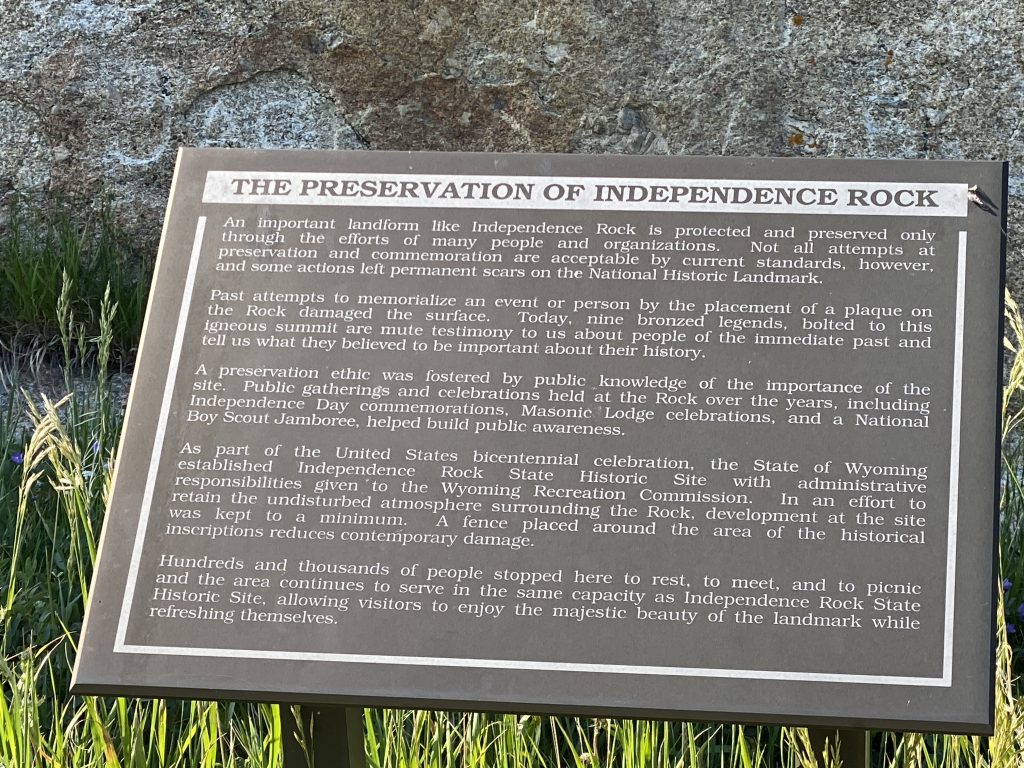 THE PRESERVATION OF INDEPENDENCE ROCK
An important landform like Independence Rock is protected and preserved only
through the efforts of many people and organizations. Not all attempts at
preservation and commemoration are acceptable by current standards, however,
and some actions left permanent scars on the National Historic Landmark.
Past attempts to memorialize an event or person by the placement of a plaque on
the Rock damaged the surface. Today, nine bronzed legends, bolted to this
igneous summit are mute testimony to us about people of the immediate past and
tell us what they believed to be important about their history.
A preservation ethic was fostered by public knowledge of the importance of the
site. Public gatherings and celebrations held at the Rock over the years, including
Independence Day commemorations, Masonic Lodge celebrations, and a National
Boy Scout Jamboree, helped build public awareness.
As part of the United States bicentennial celebration, the State of Wyoming
established Independence Rock State Historic Site with administrative
responsibilities given to the Wyoming Recreation Commission. In an effort to
retain the undisturbed atmosphere surrounding the Rock, development at the site
was kept to a minimum. A fence placed around the area of the historical
inscriptions reduces contemporary damage.
Hundreds and thousands of people stopped here to rest, to meet, and to picnic
and the area continues to serve in the same capacity as Independence Rock State
Historic Site, allowing visitors to enjoy the majestic beauty of the landmark while
refreshing themselves.